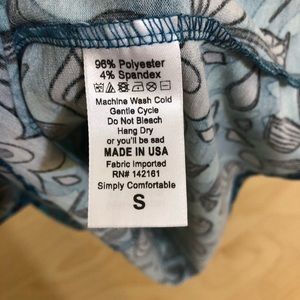 96% Polyester
4% Spandex
Machine Wash Cold
Gentle Cycle
Do Not Bleach
Hang Dry
or you'll be sad
MADE IN USA
Fabric Imported
RN# 142161
Simply Comfortable
S